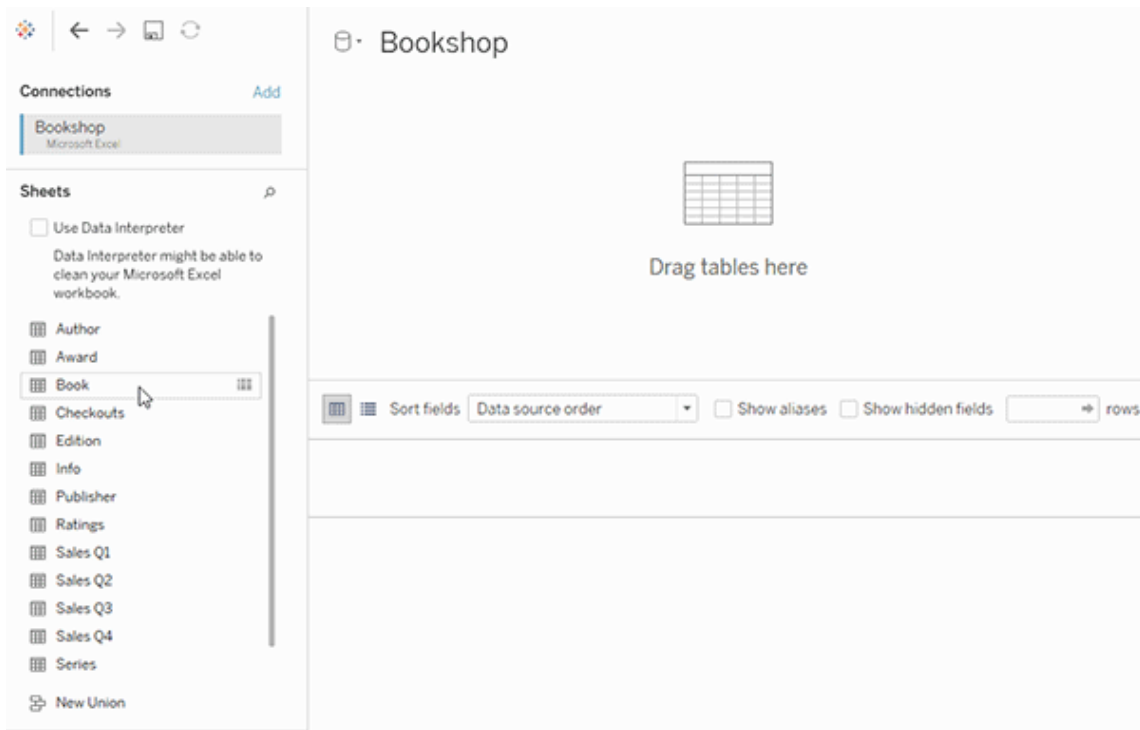 Bookshop
Connections
Add
Bookshop
Microsoft Excel
Sheets
Use Data Interpreter
Data Interpreter might be able to
clean your Microsoft Excel
workbook.
Author
Award
Book
Checkouts
Edition
Info
Publisher
Ratings
Sales Q1
Sales Q2
Sales Q3
Sales Q4
Series
New Union
Drag tables here
Sort fields
Data source order
Show aliases
Show hidden fields
rows